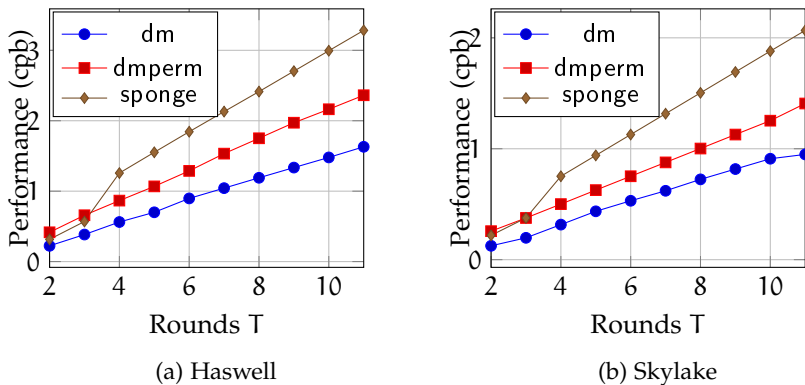 dm
dmperm
sponge
Performance (cpb)
3
2
1
0
2
4
6
8
10
Rounds T
(a) Haswell
dm
dmperm
sponge
Performance (cpb)
2
1
0
2
4
6
8
10
Rounds T
(b) Skylake